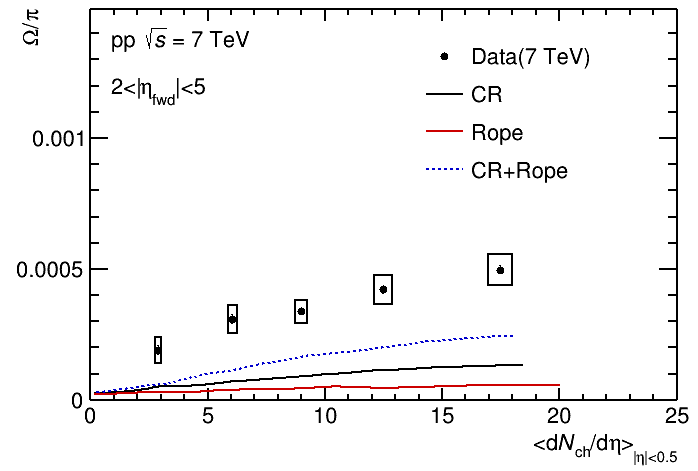 Ω/π
pp √s = 7 TeV
2<|η_fwd|<5
Data(7 TeV)
CR
Rope
CR+Rope
0.001
0.0005
0
0 5 10 15 20 25
<dN_ch/dη>_|η|<0.5